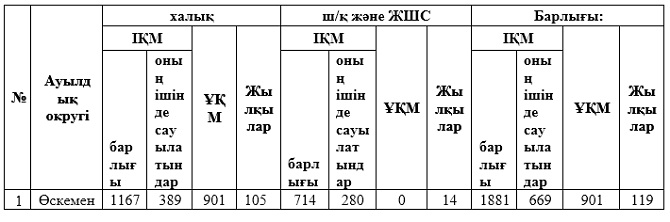 халық ш/қ және ЖШС Барлығы:
№ Ауылдық округі ІҚМ ҰҚМ Жылқылар ІҚМ ҰҚМ Жылқылар ІҚМ ҰҚМ Жылқылар
барлығы оның ішінде сауылатындар барлығы оның ішінде сауылатындар барлығы оның ішінде сауылатындар
1 Өскемен 1167 389 901 105 714 280 0 14 1881 669 901 119